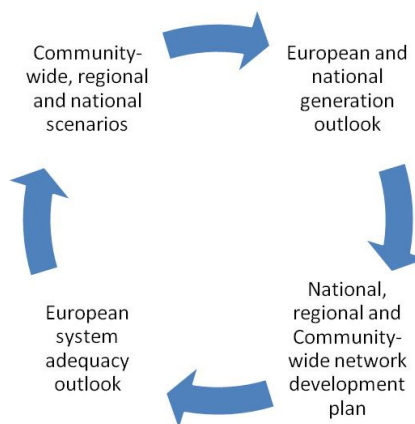 Community-
wide, regional
and national
scenarios
European and
national
generation
outlook
National,
regional and
Community-
wide network
development
plan
European
system
adequacy
outlook